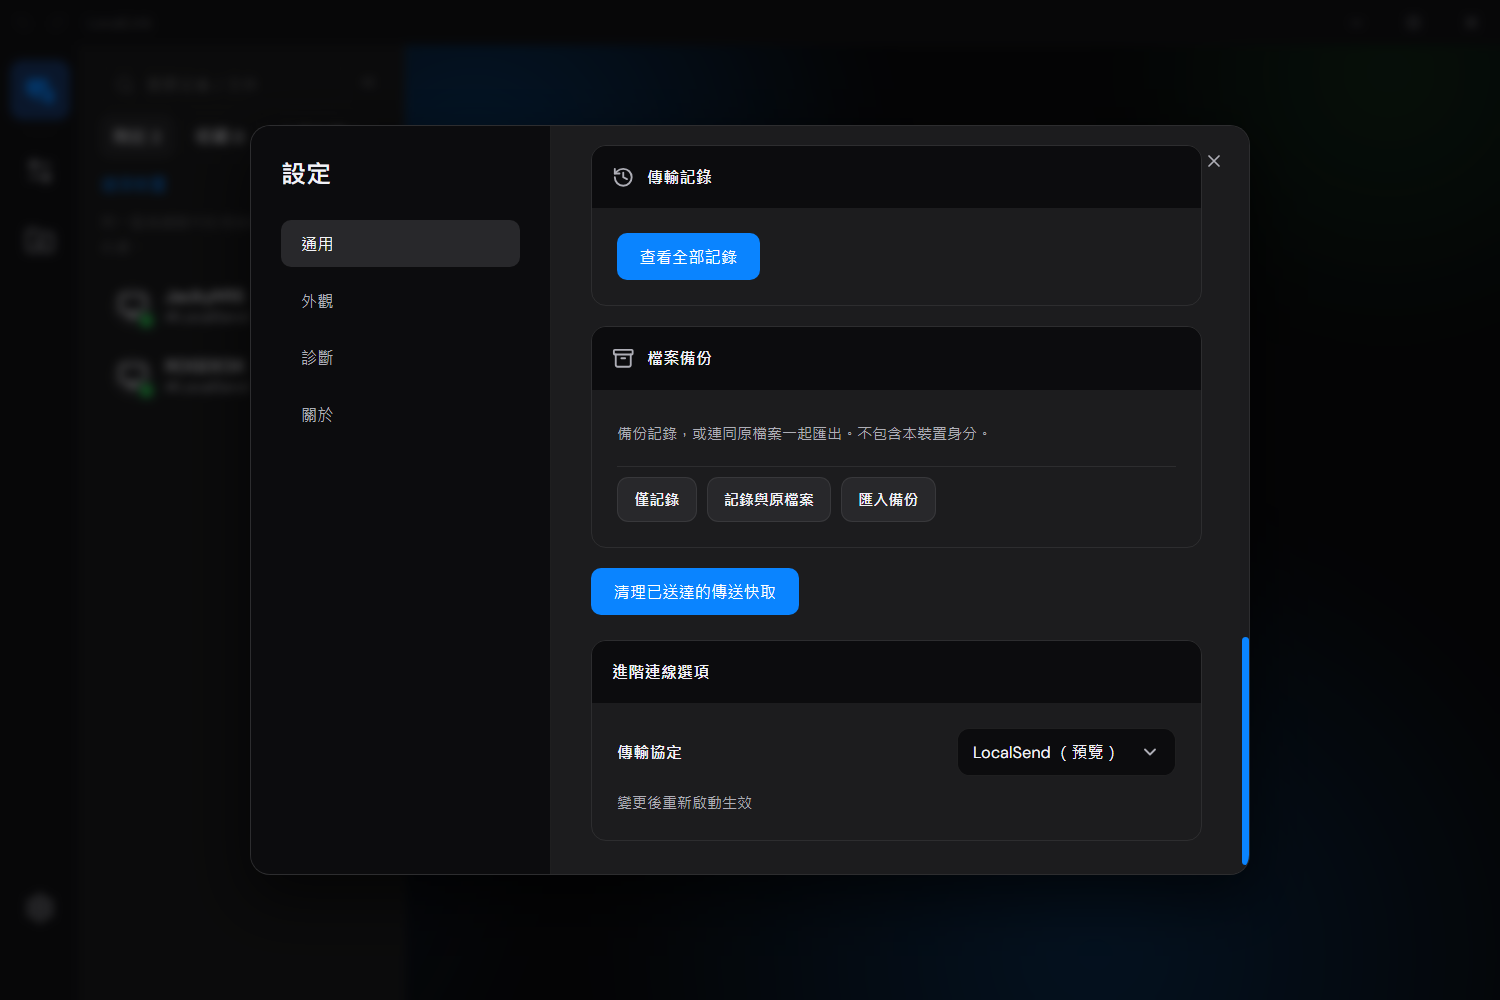 設定
通用
外觀
診斷
關於
傳輸記錄
查看全部記錄
檔案備份
備份記錄，或連同原檔案一起匯出。不包含本裝置身分。
僅記錄
記錄與原檔案
匯入備份
清理已送達的傳送快取
進階連線選項
傳輸協定
LocalSend（預覽）
變更後重新啟動生效